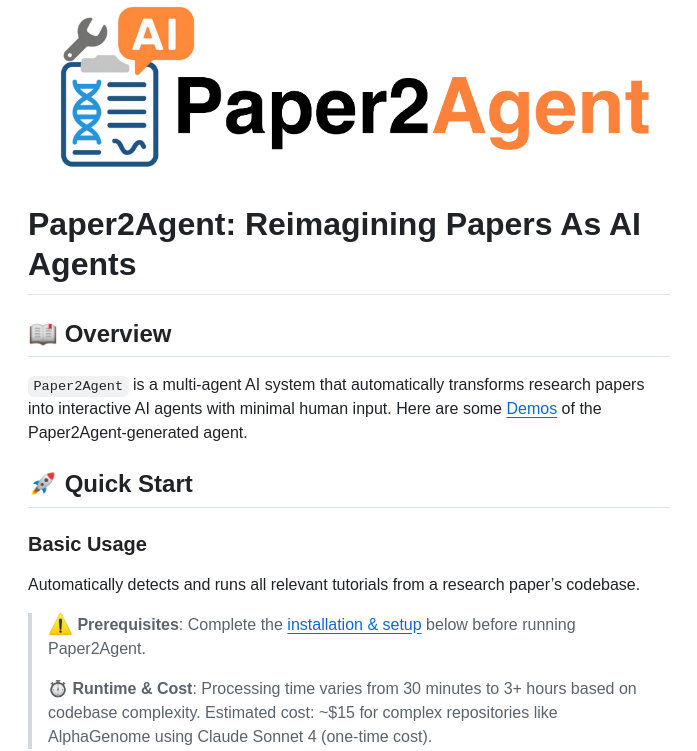 AI
Paper2Agent
Paper2Agent: Reimagining Papers As AI
Agents
📖 Overview
Paper2Agent is a multi-agent AI system that automatically transforms research papers
into interactive AI agents with minimal human input. Here are some Demos of the
Paper2Agent-generated agent.
🚀 Quick Start
Basic Usage
Automatically detects and runs all relevant tutorials from a research paper’s codebase.
⚠️ Prerequisites: Complete the installation & setup below before running
Paper2Agent.
⏱️ Runtime & Cost: Processing time varies from 30 minutes to 3+ hours based on
codebase complexity. Estimated cost: ~$15 for complex repositories like
AlphaGenome using Claude Sonnet 4 (one-time cost).